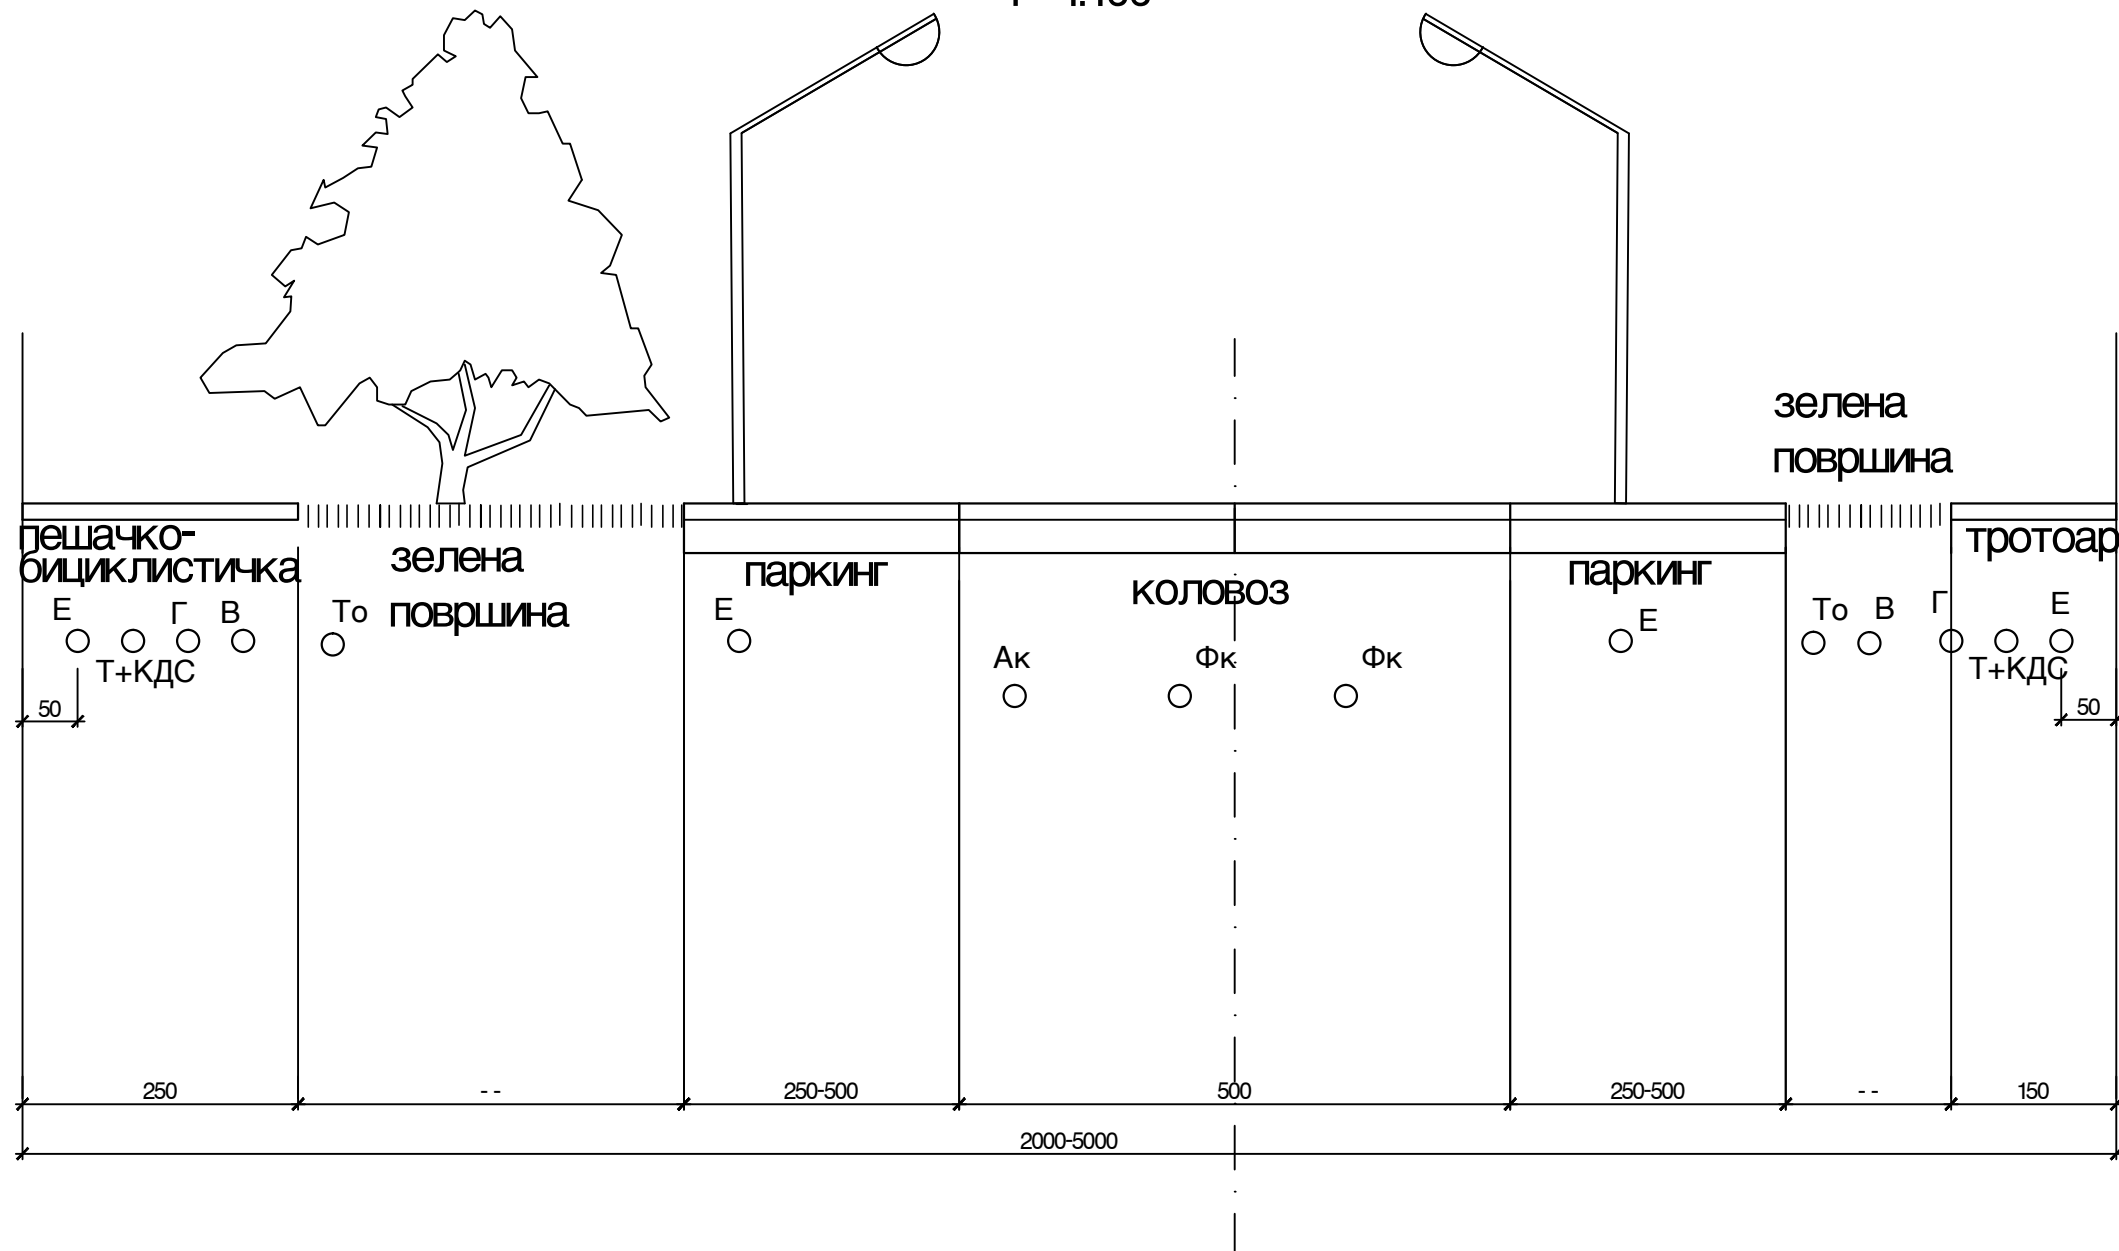 зелена
површина
пешачко-
бициклистичка
зелена
површина
паркинг
коловоз
паркинг
тротоар
Е
Г
В
То
Е
Е
То
В
Г
Е
Т+КДС
Ак
Фк
Фк
Т+КДС
50
50
250
--
250-500
500
250-500
--
150
2000-5000